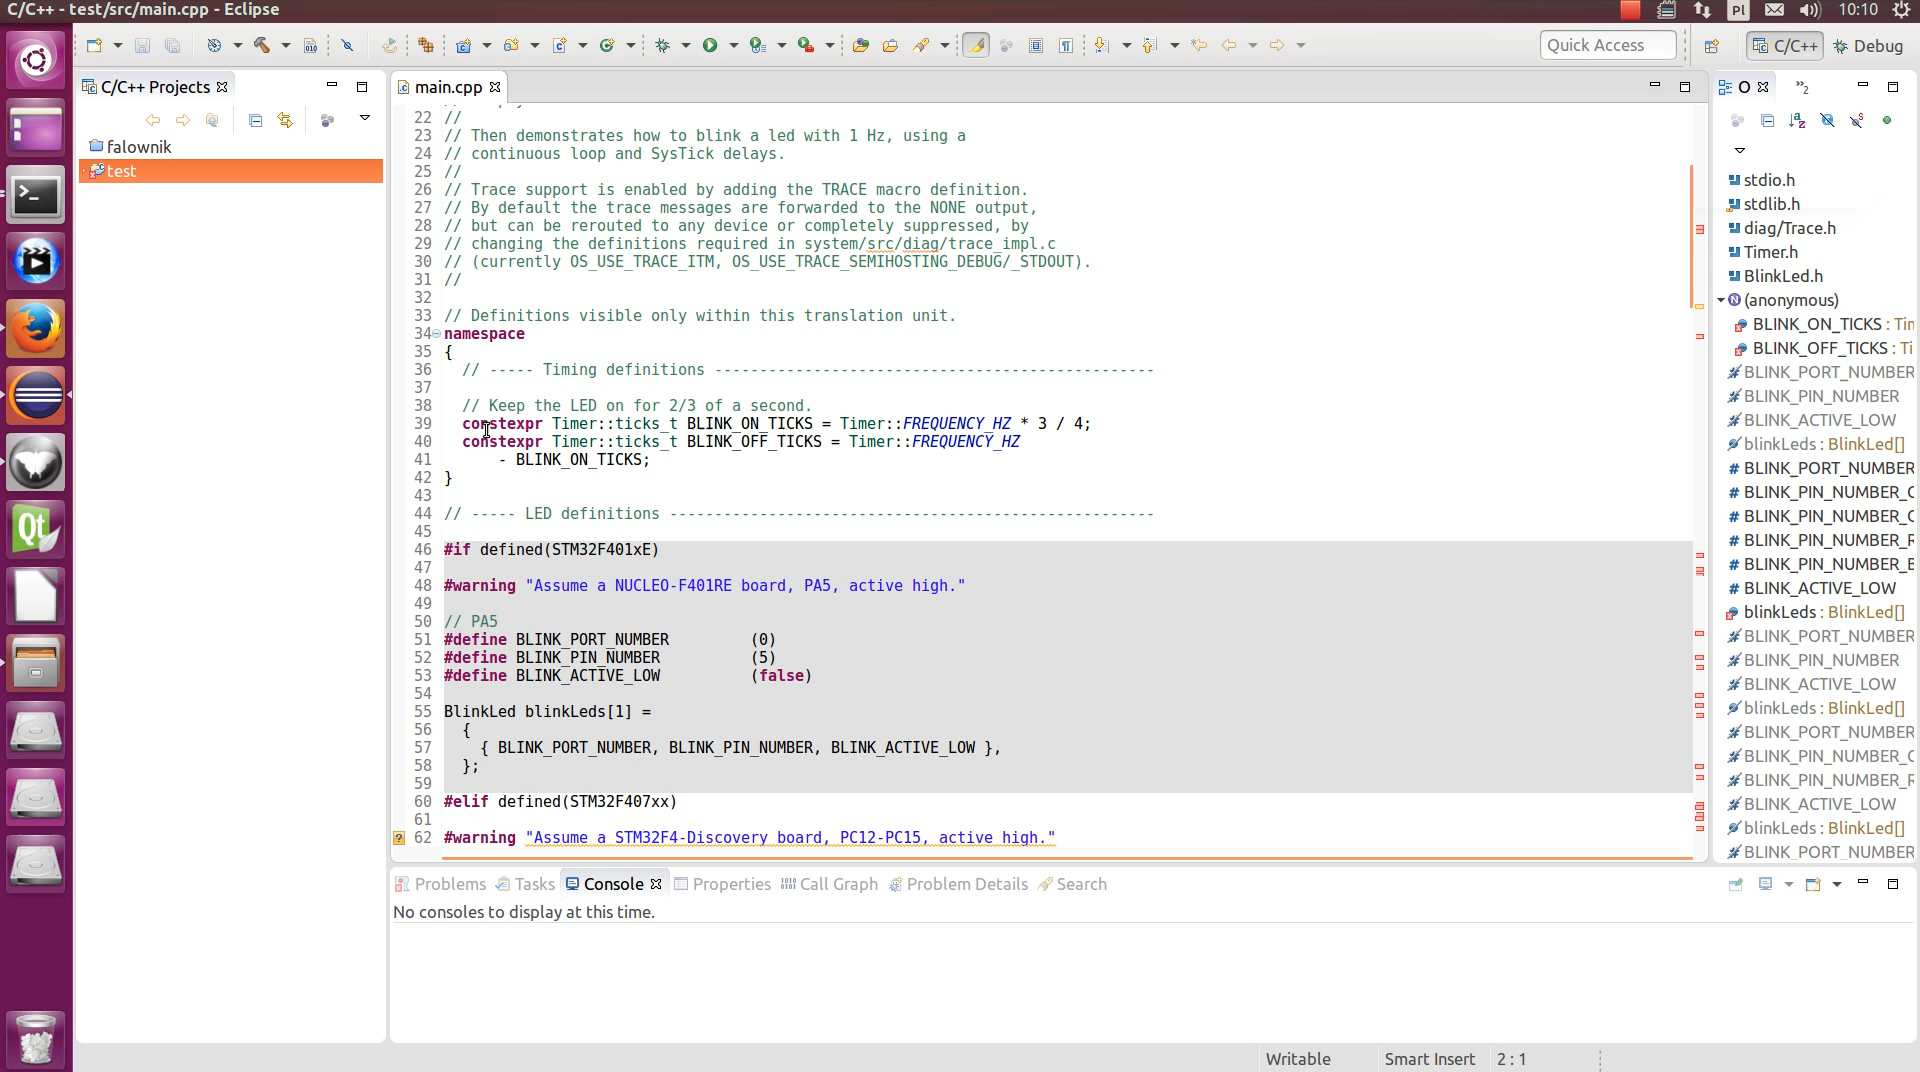 C/C++ - test/src/main.cpp - Eclipse
Pl
10:10
Quick Access
C/C++
Debug
C/C++ Projects
falownik
test
main.cpp
22 //
23 // Then demonstrates how to blink a led with 1 Hz, using a
24 // continuous loop and SysTick delays.
25 //
26 // Trace support is enabled by adding the TRACE macro definition.
27 // By default the trace messages are forwarded to the NONE output,
28 // but can be rerouted to any device or completely suppressed, by
29 // changing the definitions required in system/src/diag/trace_impl.c
30 // (currently OS_USE_TRACE_ITM, OS_USE_TRACE_SEMIHOSTING_DEBUG/_STDOUT).
31 //
32
33 // Definitions visible only within this translation unit.
34 namespace
35 {
36 // ----- Timing definitions -------------------------------------------------
37
38 // Keep the LED on for 2/3 of a second.
39 constexpr Timer::ticks_t BLINK_ON_TICKS = Timer::FREQUENCY_HZ * 3 / 4;
40 constexpr Timer::ticks_t BLINK_OFF_TICKS = Timer::FREQUENCY_HZ
41 - BLINK_ON_TICKS;
42 }
43
44 // ----- LED definitions ------------------------------------------------------
45
46 #if defined(STM32F401xE)
47
48 #warning "Assume a NUCLEO-F401RE board, PA5, active high."
49
50 // PA5
51 #define BLINK_PORT_NUMBER (0)
52 #define BLINK_PIN_NUMBER (5)
53 #define BLINK_ACTIVE_LOW (false)
54
55 BlinkLed blinkLeds[1] =
56 {
57 { BLINK_PORT_NUMBER, BLINK_PIN_NUMBER, BLINK_ACTIVE_LOW },
58 };
59
60 #elif defined(STM32F407xx)
61
62 #warning "Assume a STM32F4-Discovery board, PC12-PC15, active high."
O
2
stdio.h
stdlib.h
diag/Trace.h
Timer.h
BlinkLed.h
(anonymous)
BLINK_ON_TICKS : Tin
BLINK_OFF_TICKS : Ti
BLINK_PORT_NUMBER
BLINK_PIN_NUMBER
BLINK_ACTIVE_LOW
blinkLeds : BlinkLed[]
# BLINK_PORT_NUMBER
# BLINK_PIN_NUMBER_
# BLINK_PIN_NUMBER_
# BLINK_PIN_NUMBER_
# BLINK_PIN_NUMBER_
# BLINK_ACTIVE_LOW
blinkLeds : BlinkLed[]
BLINK_PORT_NUMBER
BLINK_PIN_NUMBER
BLINK_ACTIVE_LOW
blinkLeds : BlinkLed[]
BLINK_PORT_NUMBER
BLINK_PIN_NUMBER_
BLINK_PIN_NUMBER_
BLINK_ACTIVE_LOW
blinkLeds : BlinkLed[]
BLINK_PORT_NUMBER
Problems
Tasks
Console
Properties
Call Graph
Problem Details
Search
No consoles to display at this time.
Writable
Smart Insert
2 : 1
Qt